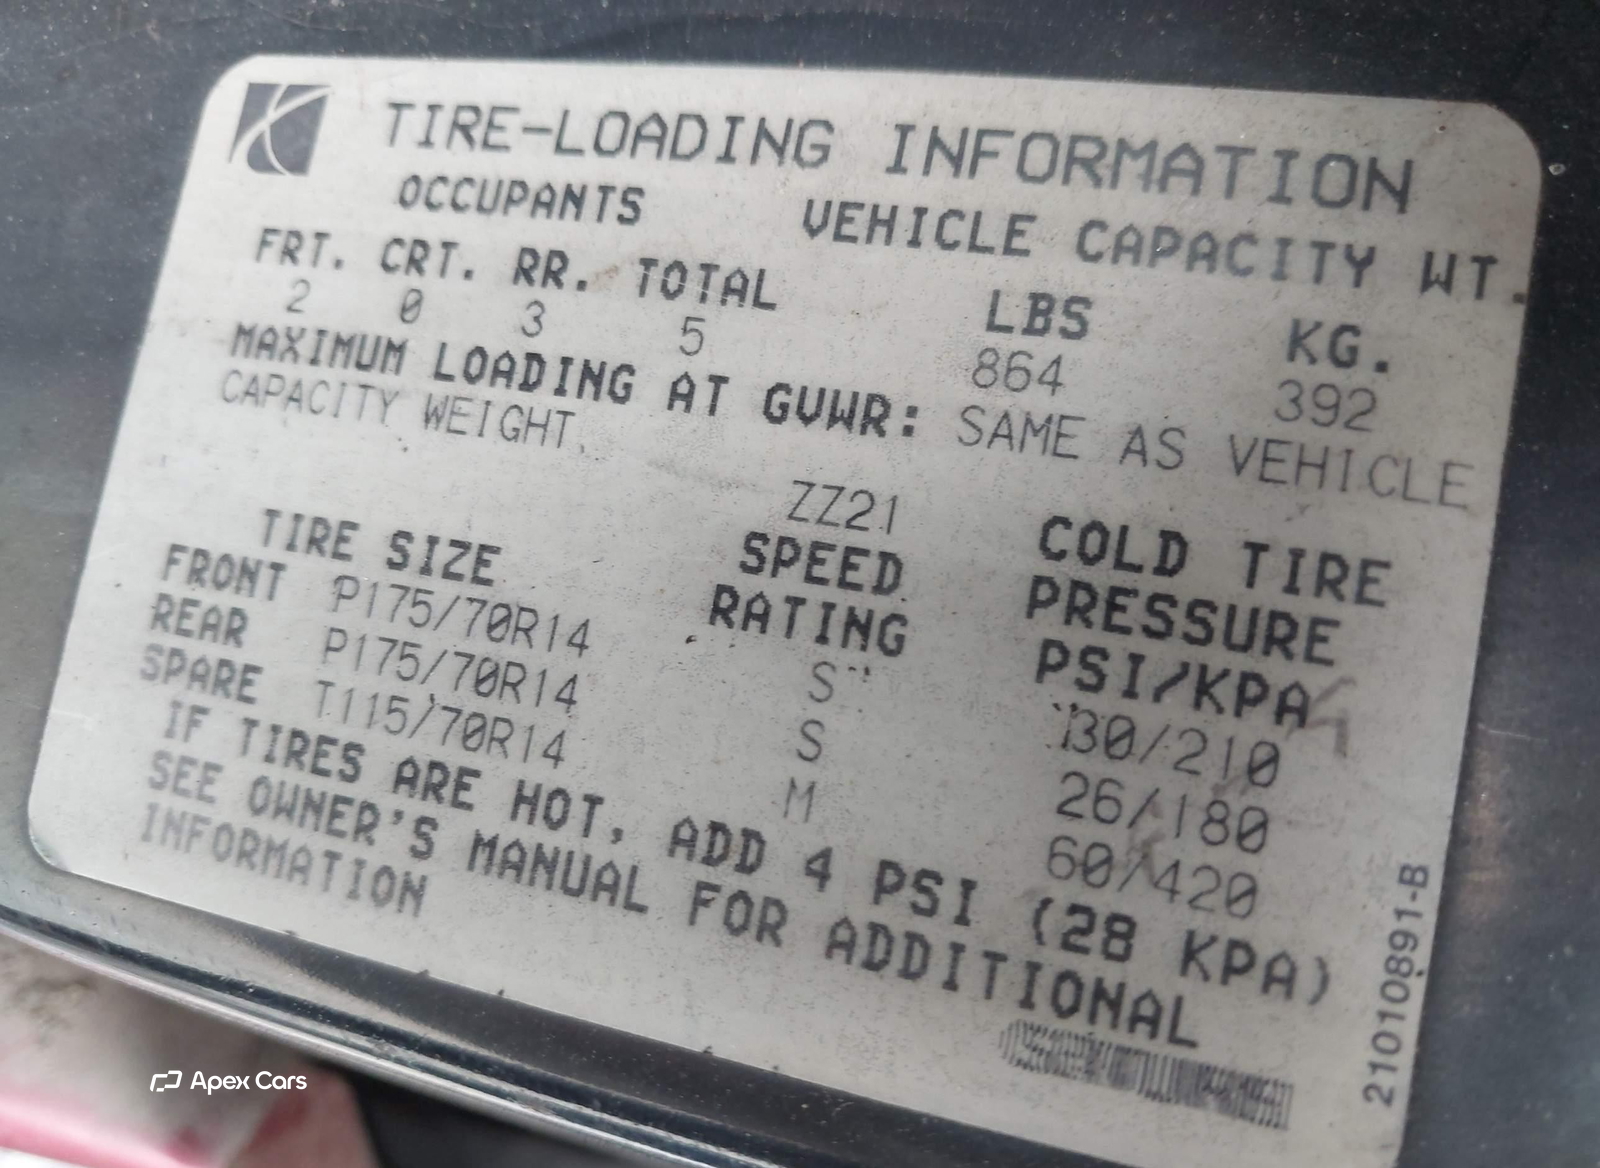 TIRE-LOADING INFORMATION
OCCUPANTS VEHICLE CAPACITY WT.
FRT. CRT. RR. TOTAL LBS KG.
2 0 3 5 864 392
MAXIMUM LOADING AT GVWR: SAME AS VEHICLE
CAPACITY WEIGHT.
ZZ21
TIRE SIZE SPEED RATING COLD TIRE PRESSURE PSI/KPA
FRONT P175/70R14 S 30/210
REAR P175/70R14 S 26/180
SPARE T115/70R14 M 60/420
IF TIRES ARE HOT, ADD 4 PSI (28 KPA)
SEE OWNER'S MANUAL FOR ADDITIONAL
INFORMATION
21010891-B
Apex Cars